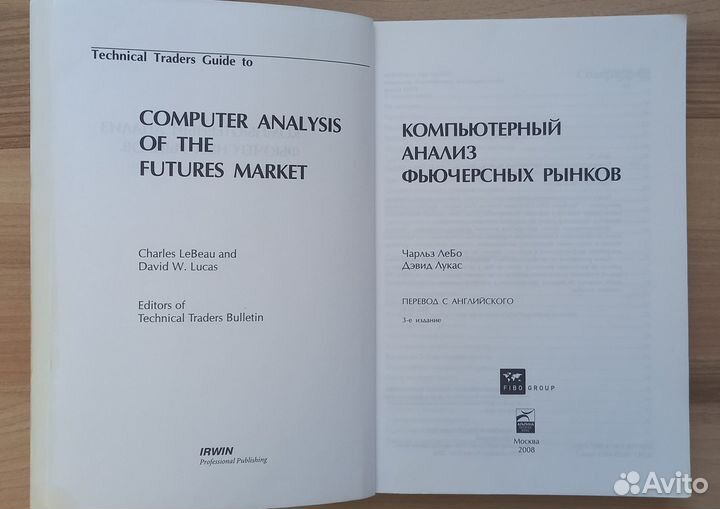 Technical Traders Guide to
COMPUTER ANALYSIS
OF THE
FUTURES MARKET
Charles LeBeau and
David W. Lucas
Editors of
Technical Traders Bulletin
IRWIN
Professional Publishing
КОМПЬЮТЕРНЫЙ
АНАЛИЗ
ФЬЮЧЕРСНЫХ РЫНКОВ
Чарльз ЛеБо
Дэвид Лукас
ПЕРЕВОД С АНГЛИЙСКОГО
3-е издание
FIBO GROUP
Москва
2008
Avito